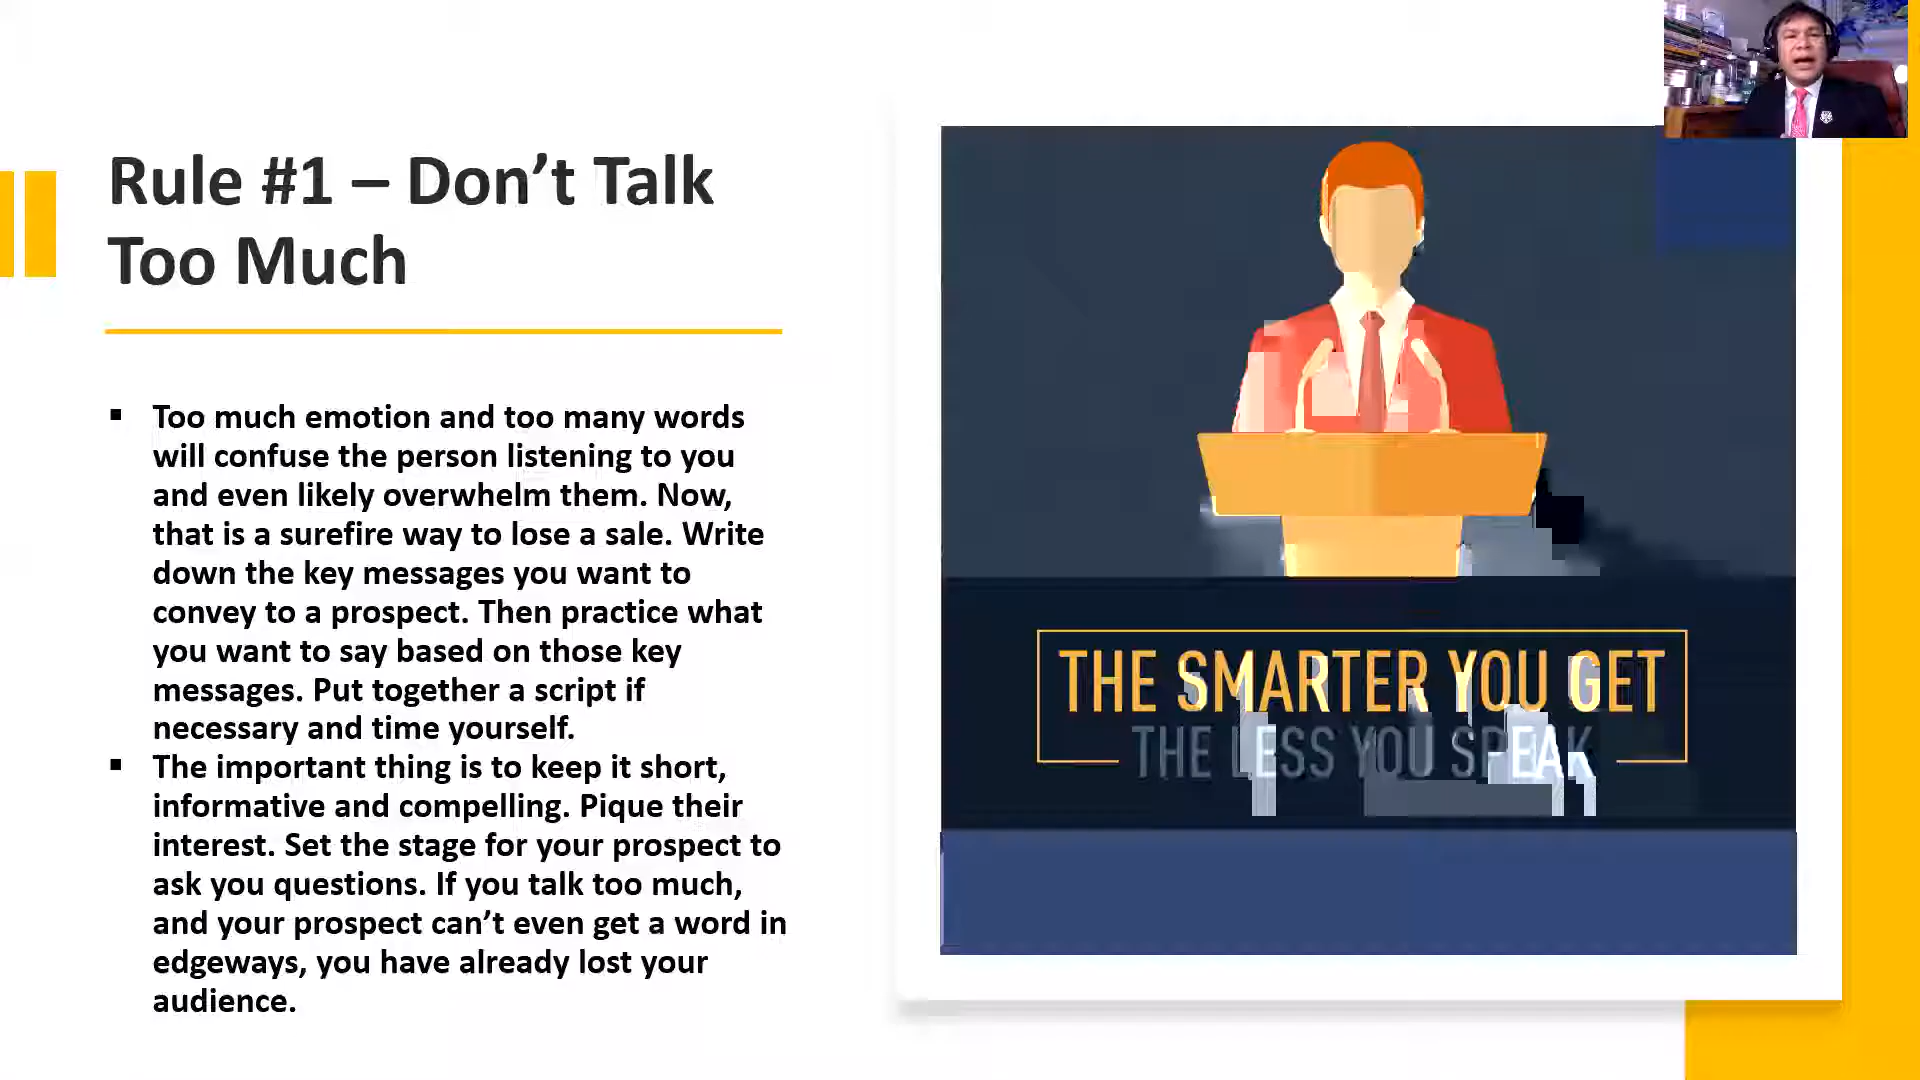 Rule #1 – Don’t Talk
Too Much
▪ Too much emotion and too many words
will confuse the person listening to you
and even likely overwhelm them. Now,
that is a surefire way to lose a sale. Write
down the key messages you want to
convey to a prospect. Then practice what
you want to say based on those key
messages. Put together a script if
necessary and time yourself.
▪ The important thing is to keep it short,
informative and compelling. Pique their
interest. Set the stage for your prospect to
ask you questions. If you talk too much,
and your prospect can’t even get a word in
edgeways, you have already lost your
audience.
THE SMARTER YOU GET
THE LESS YOU SPEAK